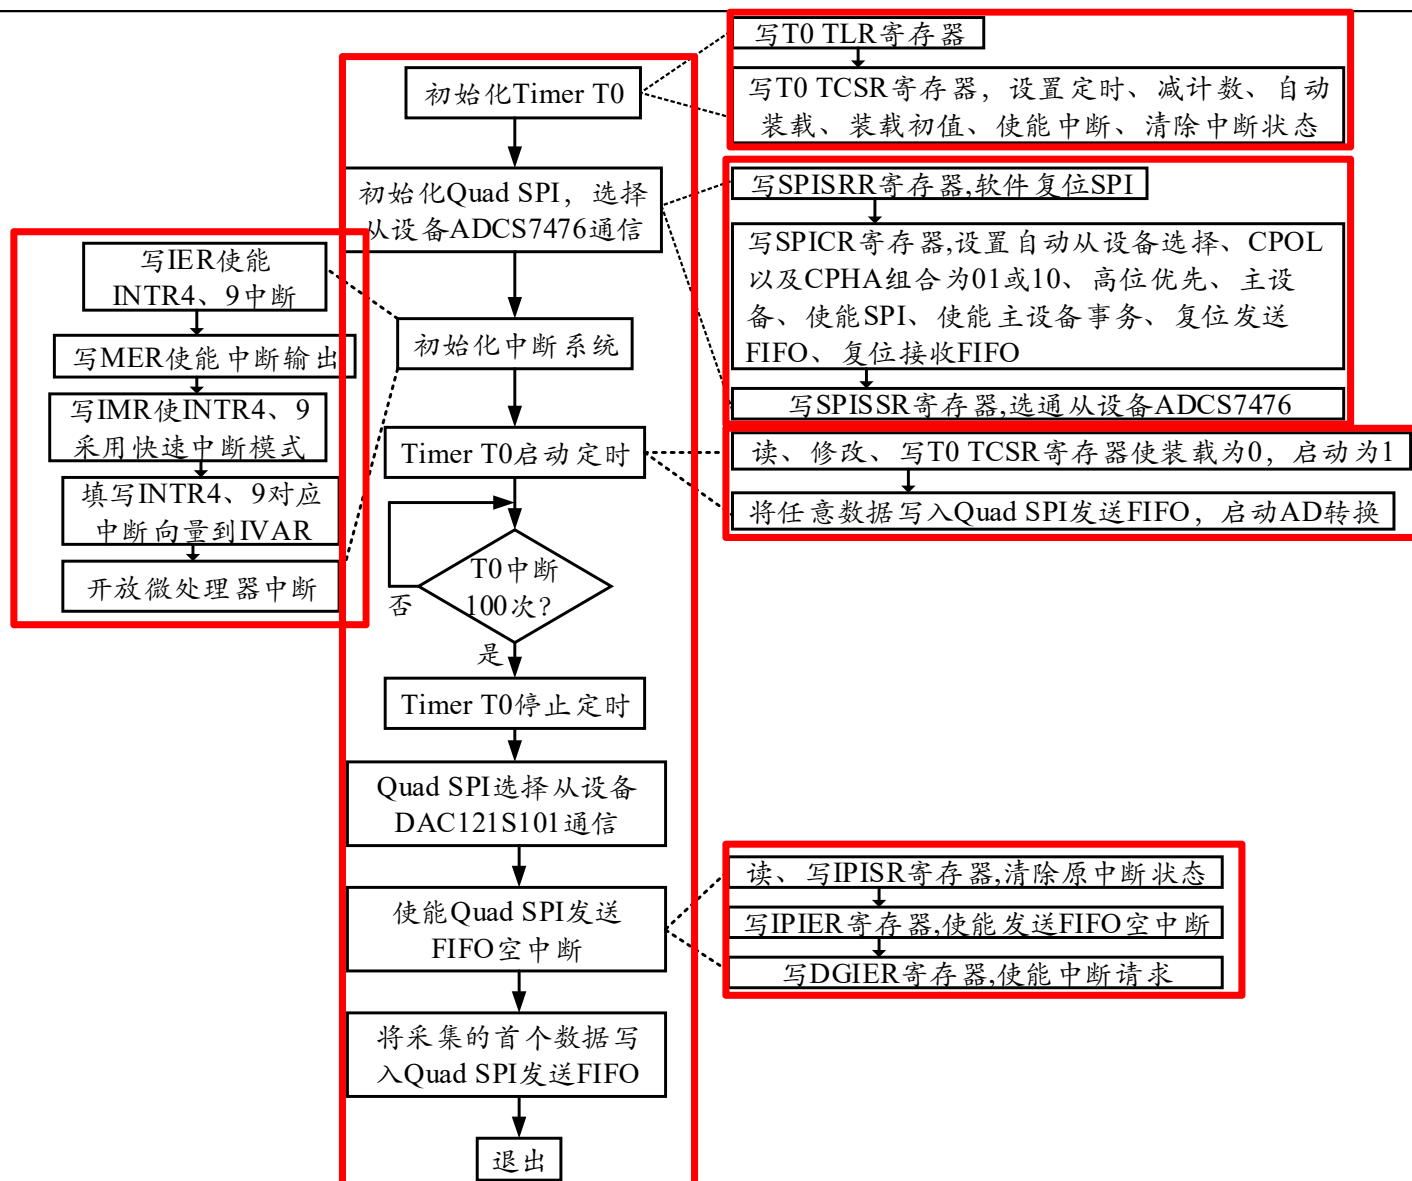 初始化Timer T0
写T0 TLR寄存器
写T0 TCSR寄存器，设置定时、减计数、自动
装载、装载初值、使能中断、清除中断状态
初始化Quad SPI，选择
从设备ADCS7476通信
写SPISRR寄存器,软件复位SPI
写SPICR寄存器,设置自动从设备选择、CPOL
以及CPHA组合为01或10、高位优先、主设
备、使能SPI、使能主设备事务、复位发送
FIFO、复位接收FIFO
写SPISSR寄存器,选通从设备ADCS7476
初始化中断系统
写IER使能
INTR4、9中断
写MER使能中断输出
写IMR使INTR4、9
采用快速中断模式
填写INTR4、9对应
中断向量到IVAR
开放微处理器中断
Timer T0启动定时
读、修改、写T0 TCSR寄存器使装载为0，启动为1
将任意数据写入Quad SPI发送FIFO，启动AD转换
T0中断
100次?
否
是
Timer T0停止定时
Quad SPI选择从设备
DAC121S101通信
使能Quad SPI发送
FIFO空中断
读、写IPISR寄存器,清除原中断状态
写IPIER寄存器,使能发送FIFO空中断
写DGIER寄存器,使能中断请求
将采集的首个数据写
入Quad SPI发送FIFO
退出